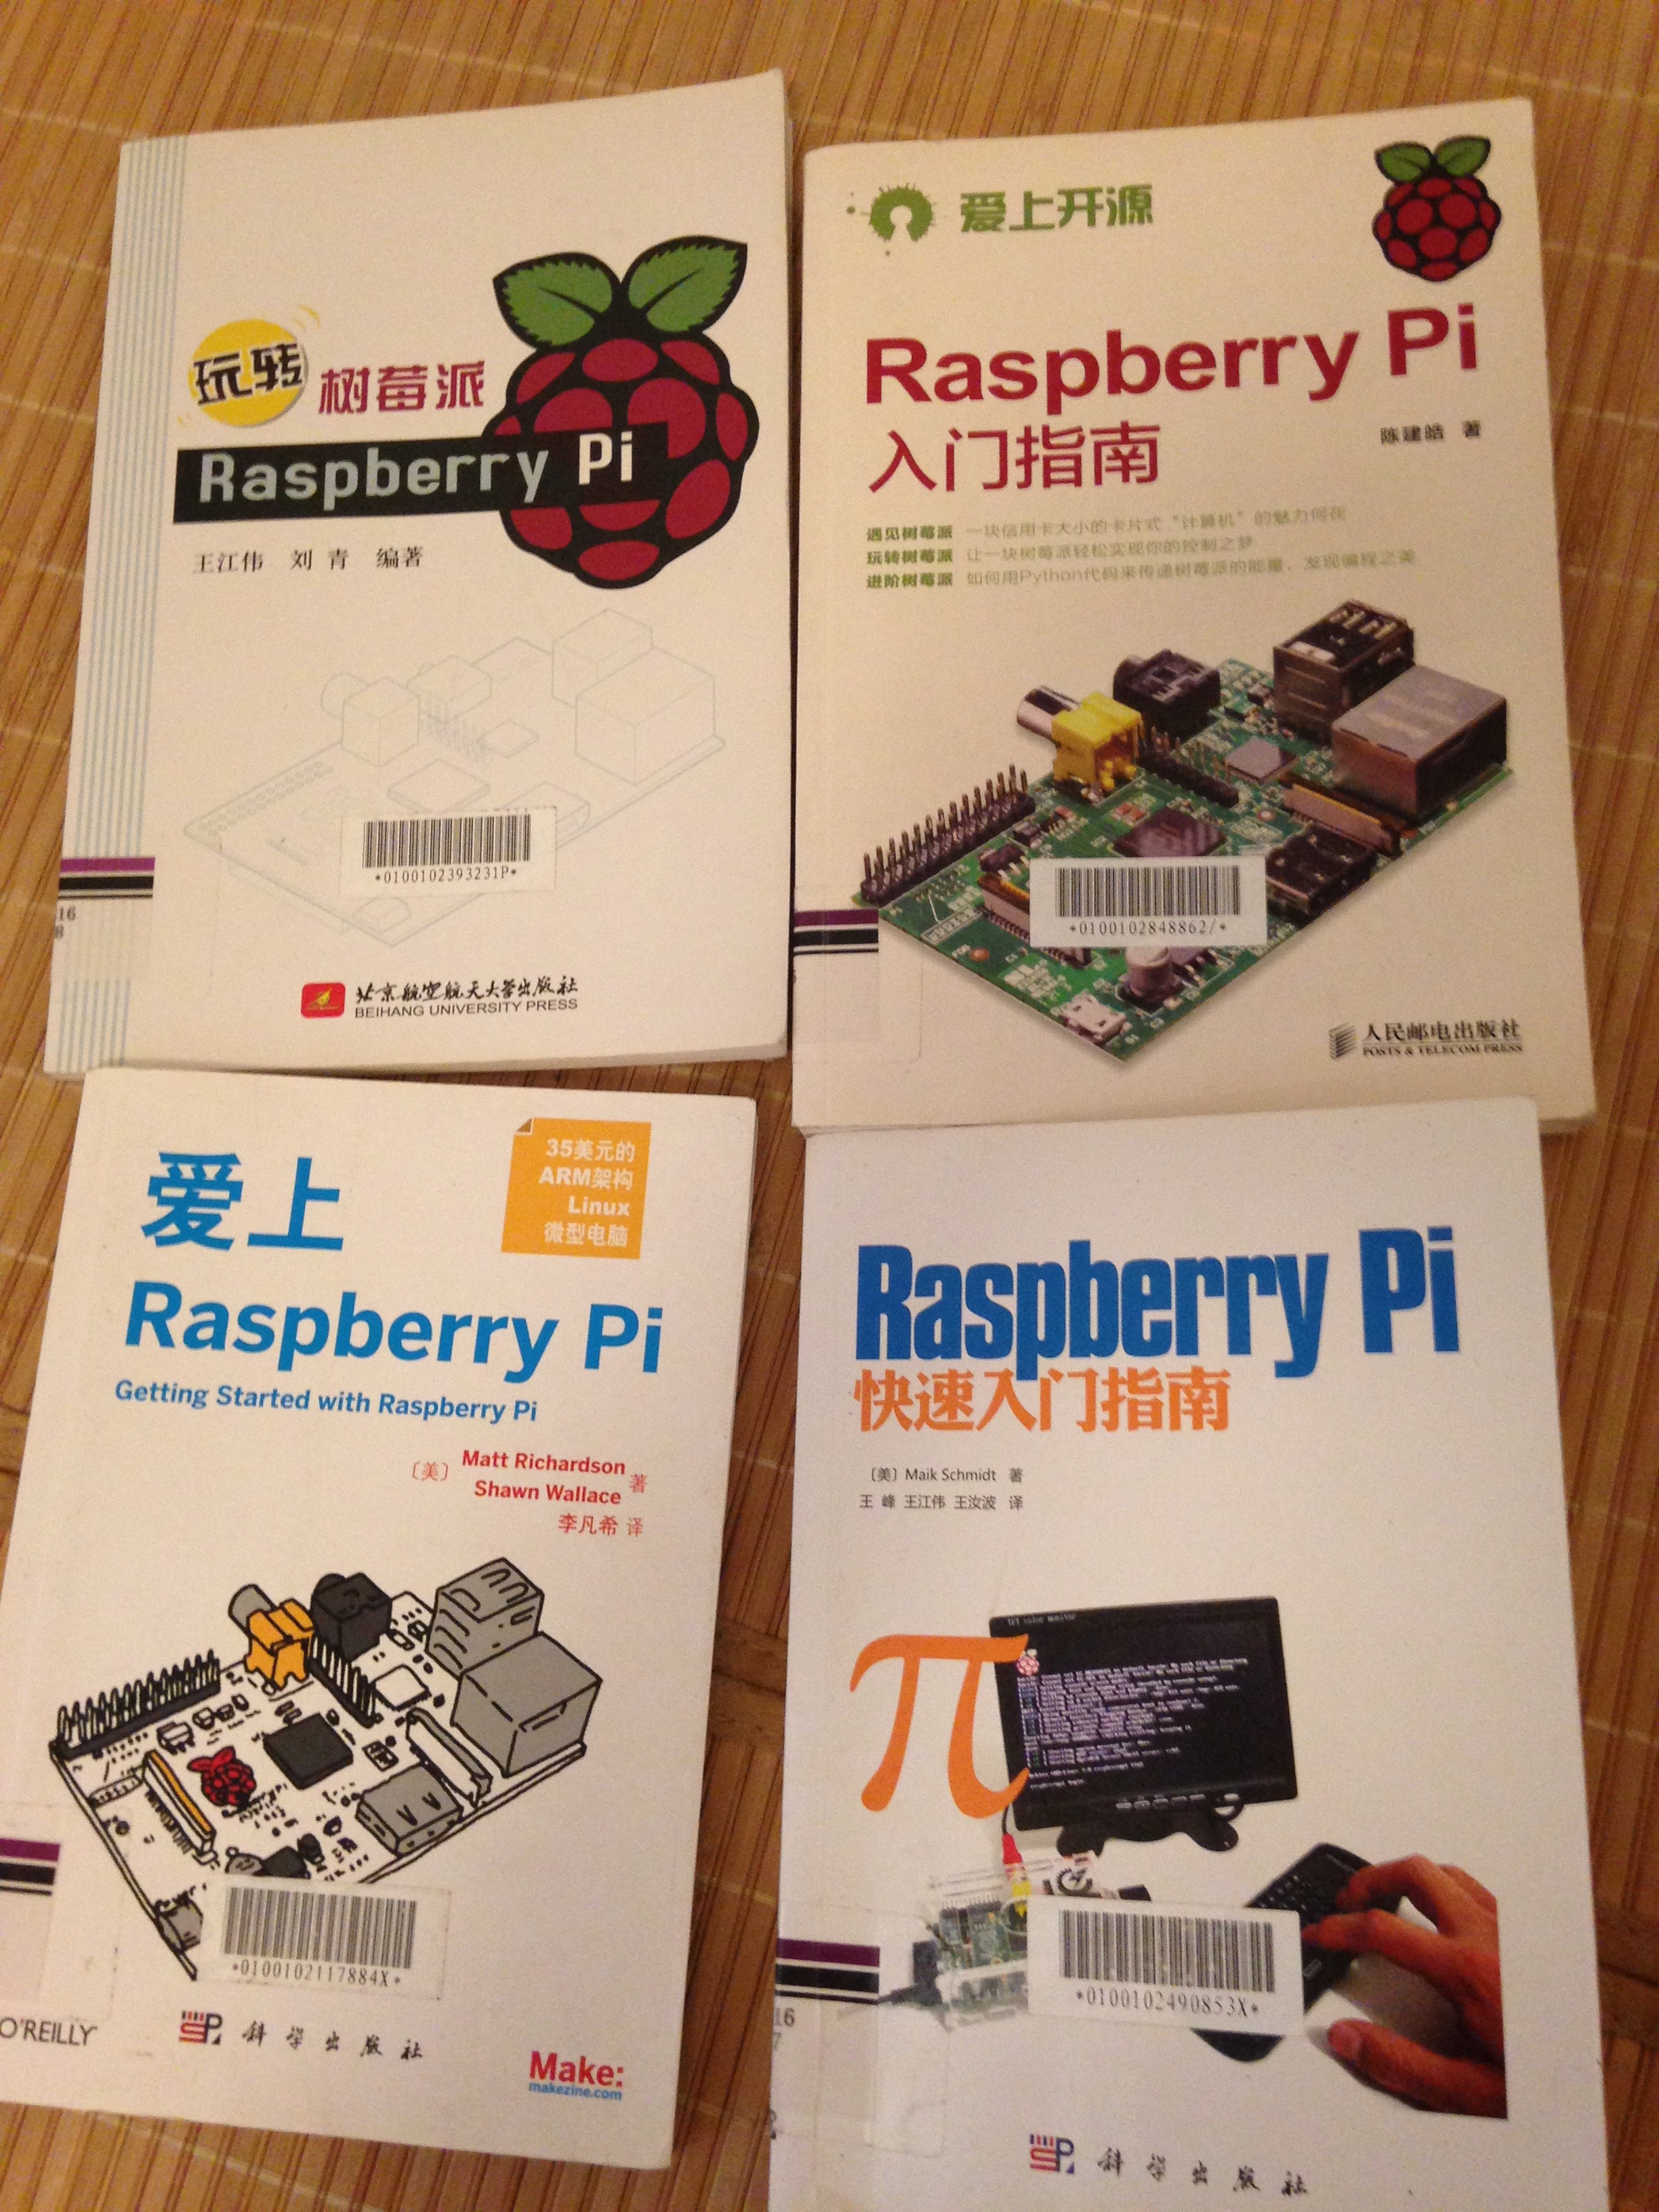 玩转 树莓派
Raspberry Pi
王江伟 刘 青 编著
*0100102393231P*
16
8
北京航空航天大学出版社
BEIHANG UNIVERSITY PRESS
爱上开源
Raspberry Pi
入门指南
陈建皓 著
遇见树莓派 一块信用卡大小的卡片式“计算机”的魅力何在
玩转树莓派 让一块树莓派轻松实现你的控制之梦
进阶树莓派 如何用Python代码来传递树莓派的能量，发现编程之美
*0100102848862/*
人民邮电出版社
POSTS & TELECOM PRESS
35美元的
ARM架构
Linux
微型电脑
爱上
Raspberry Pi
Getting Started with Raspberry Pi
〔美〕 Matt Richardson
Shawn Wallace 著
李凡希 译
*0100102117884X*
O'REILLY
科学出版社
Make:
makezine.com
Raspberry Pi
快速入门指南
〔美〕Maik Schmidt 著
王 峰 王江伟 王汝波 译
π
TFT color monitor
*0100102490853X*
16
7
科学出版社